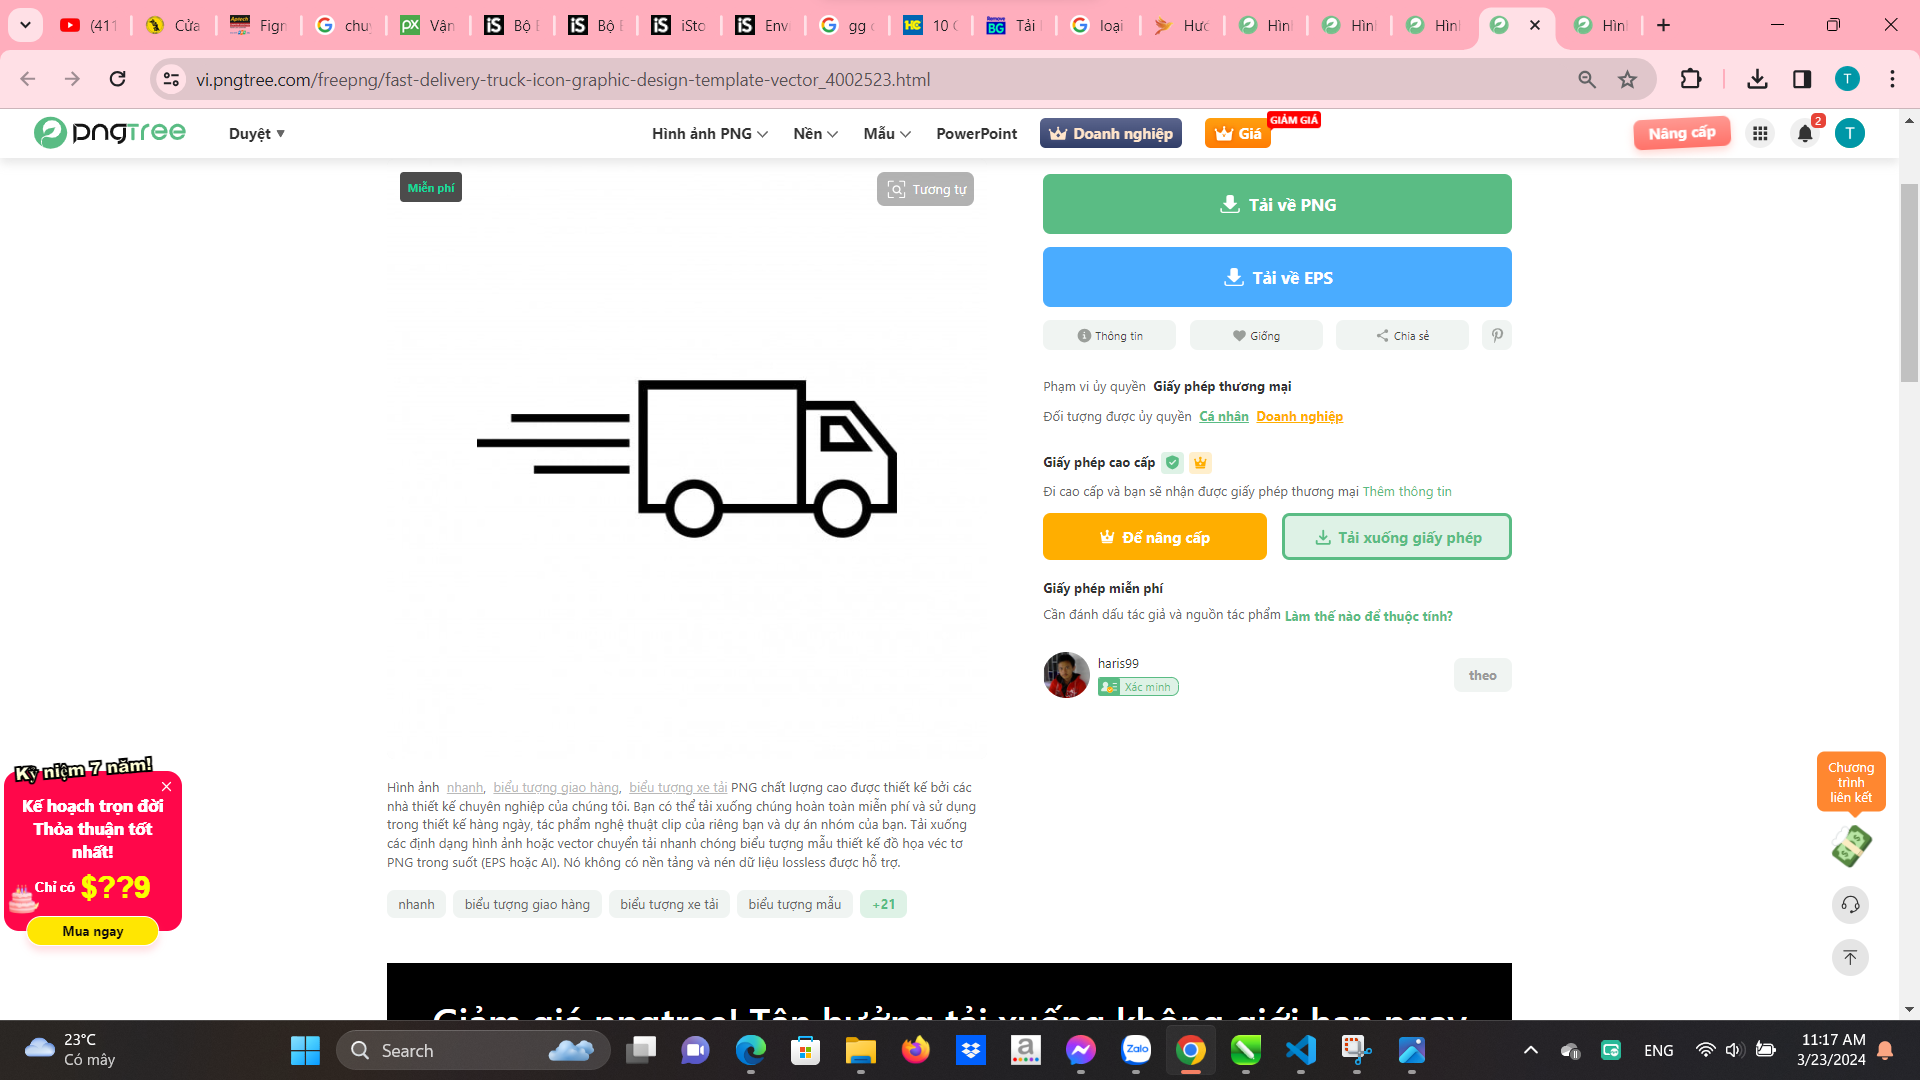 (411
Cửa
Fign
chuy
Vận
Bộ B
Bộ B
iSto
Enve
gg c
10 C
Tải
loại
Hướ
Hình
Hình
Hình
Hình
vi.pngtree.com/freepng/fast-delivery-truck-icon-graphic-design-template-vector_4002523.html
T
pngtree
Duyệt
Hình ảnh PNG
Nền
Mẫu
PowerPoint
Doanh nghiệp
Giá
GIẢM GIÁ
Nâng cấp
2
T
Miễn phí
Tương tự
Tải về PNG
Tải về EPS
Thông tin
Giống
Chia sẻ
Phạm vi ủy quyền Giấy phép thương mại
Đối tượng được ủy quyền Cá nhân Doanh nghiệp
Giấy phép cao cấp
Đi cao cấp và bạn sẽ nhận được giấy phép thương mại Thêm thông tin
Để nâng cấp
Tải xuống giấy phép
Giấy phép miễn phí
Cần đánh dấu tác giả và nguồn tác phẩm Làm thế nào để thuộc tính?
haris99
Xác minh
theo
Kỷ niệm 7 năm!
Kế hoạch trọn đời
Thỏa thuận tốt
nhất!
Chỉ có $??9
Mua ngay
Chương
trình
liên kết
Hình ảnh nhanh, biểu tượng giao hàng, biểu tượng xe tải PNG chất lượng cao được thiết kế bởi các
nhà thiết kế chuyên nghiệp của chúng tôi. Bạn có thể tải xuống chúng hoàn toàn miễn phí và sử dụng
trong thiết kế hàng ngày, tác phẩm nghệ thuật clip của riêng bạn và dự án nhóm của bạn. Tải xuống
các định dạng hình ảnh hoặc vector chuyển tải nhanh chóng biểu tượng mẫu thiết kế đồ họa véc tơ
PNG trong suốt (EPS hoặc AI). Nó không có nền tảng và nén dữ liệu lossless được hỗ trợ.
nhanh
biểu tượng giao hàng
biểu tượng xe tải
biểu tượng mẫu
+21
Giảm giá pngtree! Tận hưởng tải xuống không giới hạn ngay
23°C
Có mây
Search
Zalo
ENG
11:17 AM
3/23/2024